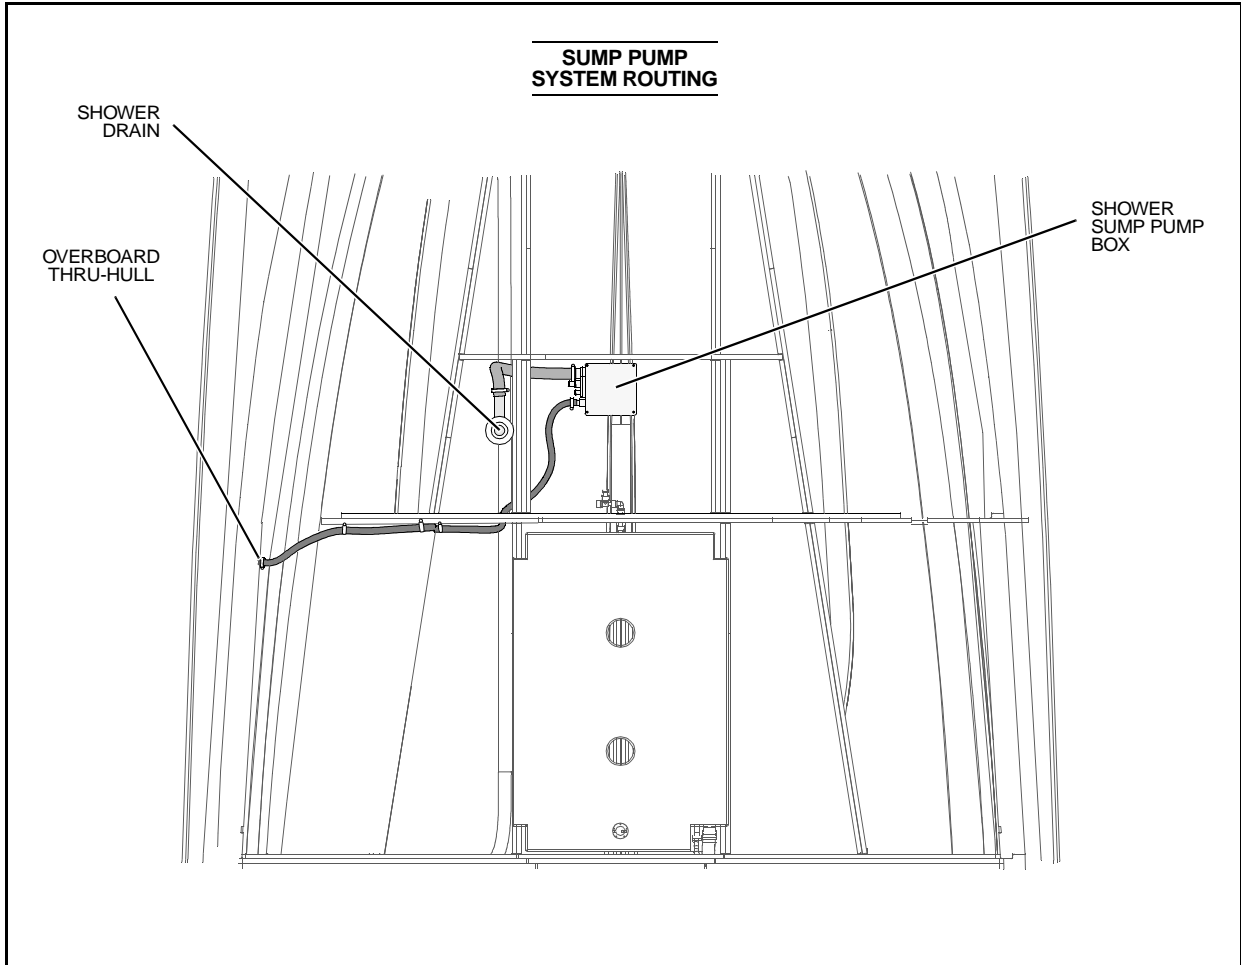 SUMP PUMP
SYSTEM ROUTING
SHOWER
DRAIN
OVERBOARD
THRU-HULL
SHOWER
SUMP PUMP
BOX